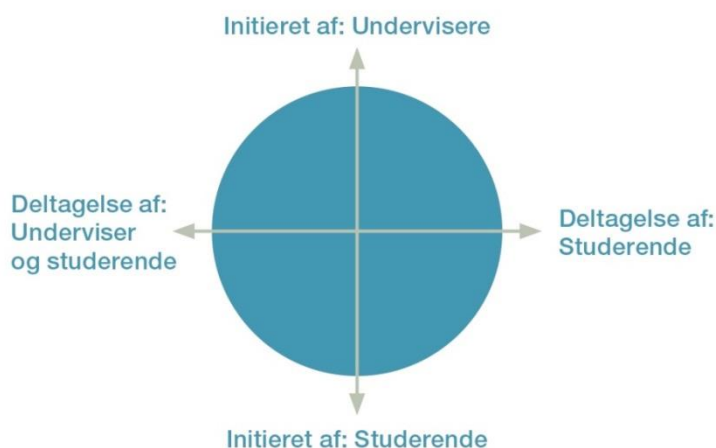 Initieret af: Undervisere
Deltagelse af:
Underviser
og studerende
Deltagelse af:
Studerende
Initieret af: Studerende